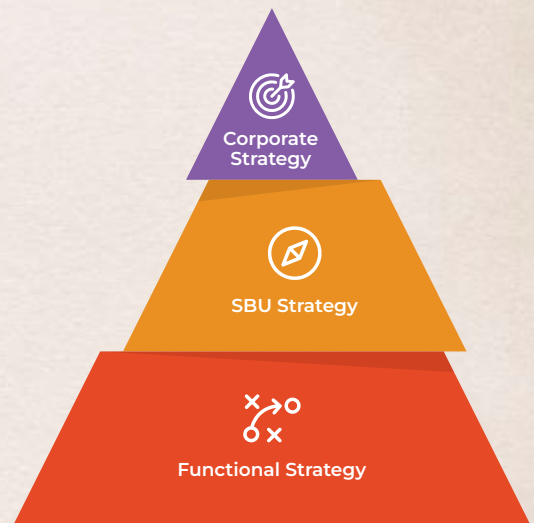 Corporate
Strategy
SBU Strategy
Functional Strategy